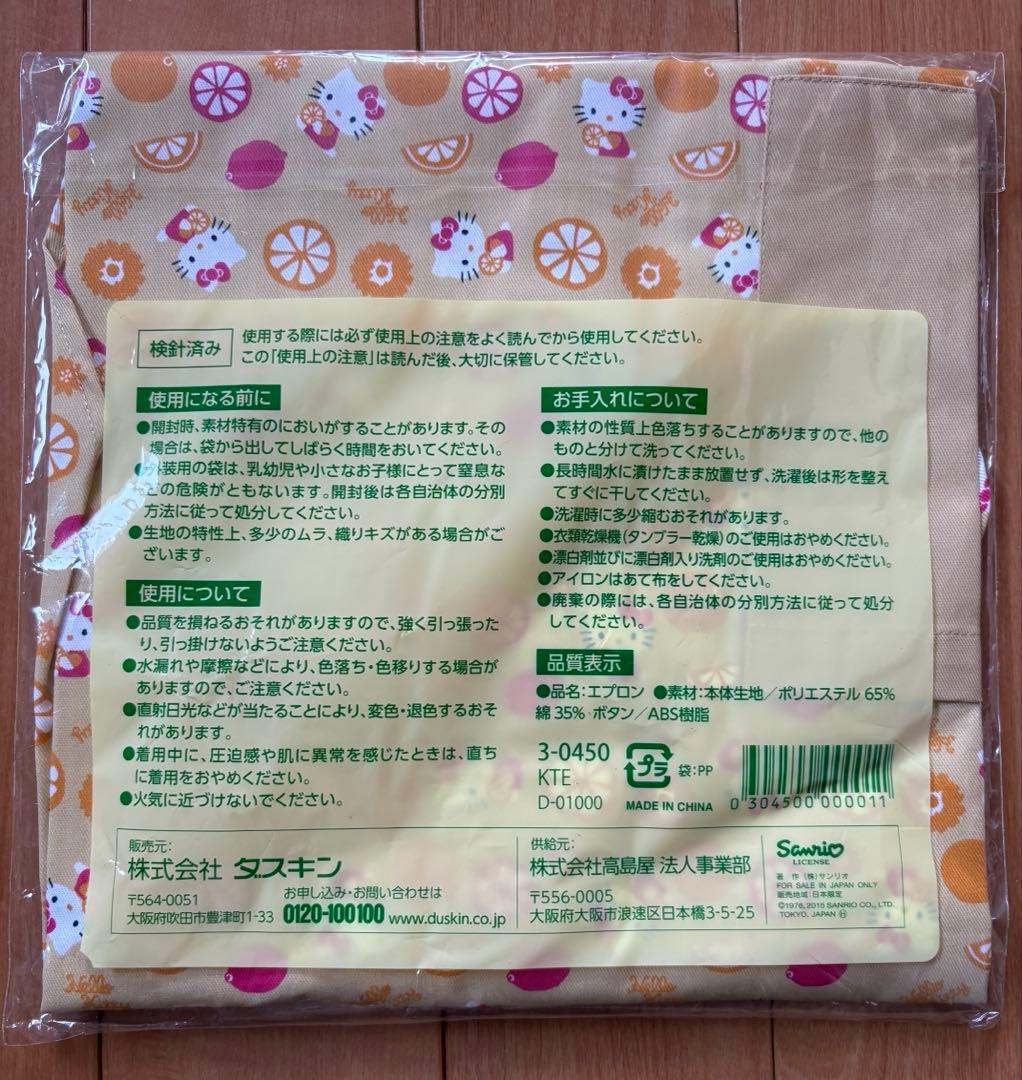 Hello Kitty
Hello Kitty
Hello Kitty
検針済み
使用する際には必ず使用上の注意をよく読んでから使用してください。
この「使用上の注意」は読んだ後、大切に保管してください。
使用になる前に
●開封時、素材特有のにおいがすることがあります。その
場合は、袋から出してしばらく時間をおいてください。
装用の袋は、乳幼児や小さなお子様にとって窒息な
どの危険がともないます。開封後は各自治体の分別
方法に従って処分してください。
●生地の特性上、多少のムラ、織りキズがある場合がご
ざいます。
使用について
●品質を損ねるおそれがありますので、強く引っ張った
り、引っ掛けないようご注意ください。
●水漏れや摩擦などにより、色落ち・色移りする場合が
ありますので、ご注意ください。
●直射日光などが当たることにより、変色・退色するおそ
れがあります。
●着用中に、圧迫感や肌に異常を感じたときは、直ち
に着用をおやめください。
●火気に近づけないでください。
お手入れについて
●素材の性質上色落ちすることがありますので、他の
ものと分けて洗ってください。
●長時間水に漬けたまま放置せず、洗濯後は形を整え
てすぐに干してください。
●洗濯時に多少縮むおそれがあります。
●衣類乾燥機(タンブラー乾燥)のご使用はおやめください。
●漂白剤並びに漂白剤入り洗剤のご使用はおやめください。
●アイロンはあて布をしてください。
●廃棄の際には、各自治体の分別方法に従って処分
してください。
品質表示
●品名:エプロン ●素材:本体生地/ポリエステル 65%
綿 35% ボタン/ABS樹脂
3-0450
KTE
D-01000
プラ
袋:PP
MADE IN CHINA
0 304500 000011
販売元:
株式会社 ダスキン
〒564-0051
大阪府吹田市豊津町1-33
お申し込み・お問い合わせは
0120-100100 www.duskin.co.jp
供給元:
株式会社高島屋 法人事業部
〒556-0005
大阪府大阪市浪速区日本橋3-5-25
Sanrio
LICENSE
著 作 (株)サンリオ
FOR SALE IN JAPAN ONLY
販売地域:日本限定
©1976, 2015 SANRIO CO., LTD.
TOKYO, JAPAN Ⓗ
Hello Kitty